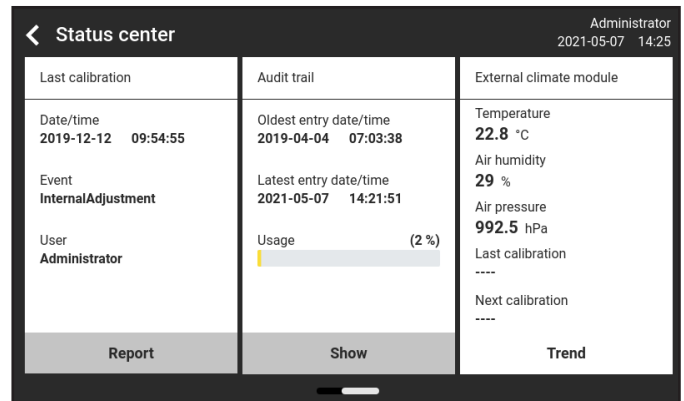 Status center
Administrator
2021-05-07 14:25
Last calibration
Date/time
2019-12-12 09:54:55
Event
InternalAdjustment
User
Administrator
Report
Audit trail
Oldest entry date/time
2019-04-04 07:03:38
Latest entry date/time
2021-05-07 14:21:51
Usage (2 %)
Show
External climate module
Temperature
22.8 °C
Air humidity
29 %
Air pressure
992.5 hPa
Last calibration
----
Next calibration
----
Trend